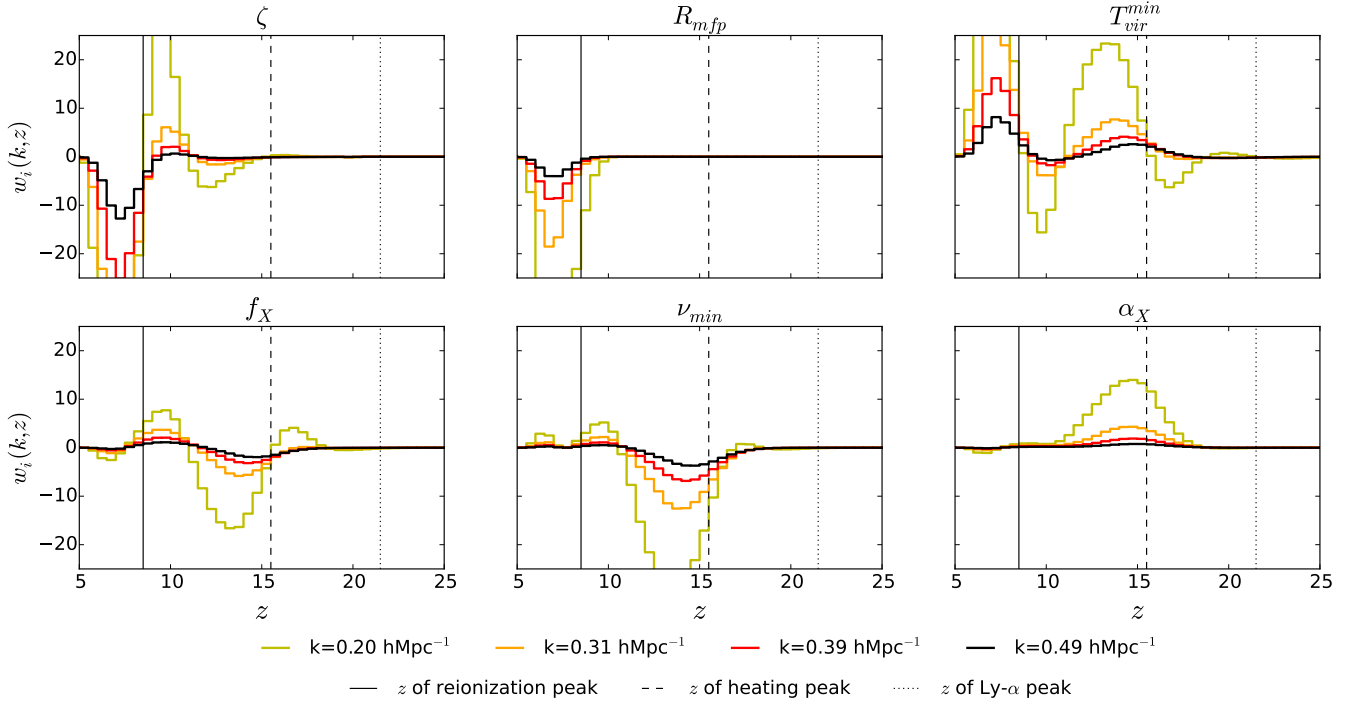 ζ R_mfp T_vir^min
20
10
0
−10
−20
w_i(k,z)
f_X ν_min α_X
20
10
0
−10
−20
w_i(k,z)
5 10 15 20 25 5 10 15 20 25 5 10 15 20 25
z z z
k=0.20 hMpc⁻¹ k=0.31 hMpc⁻¹ k=0.39 hMpc⁻¹ k=0.49 hMpc⁻¹
z of reionization peak z of heating peak z of Ly-α peak